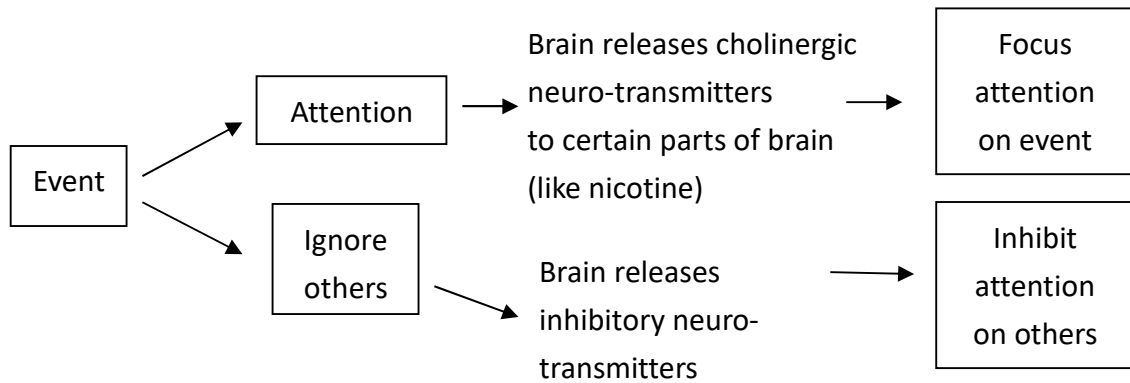 Event
Attention
Brain releases cholinergic
neuro-transmitters
to certain parts of brain
(like nicotine)
Focus
attention
on event
Ignore
others
Brain releases
inhibitory neuro-
transmitters
Inhibit
attention
on others